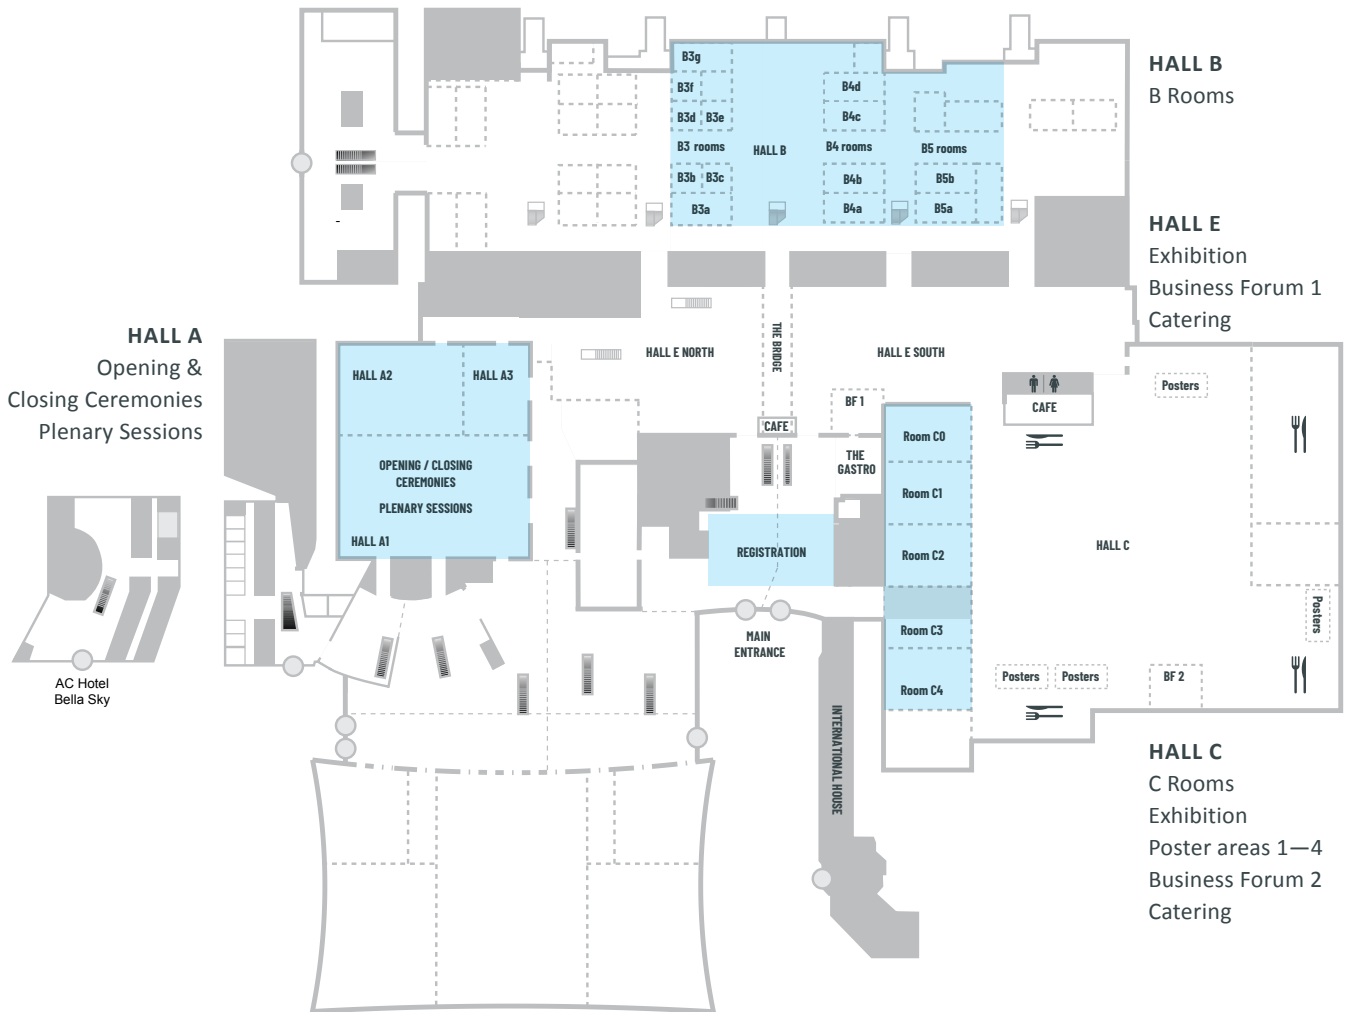 HALL B
B Rooms
HALL E
Exhibition
Business Forum 1
Catering
HALL A
Opening &
Closing Ceremonies
Plenary Sessions
B3g
B3f
B3d
B3e
B3 rooms
B3b
B3c
B3a
HALL B
B4d
B4c
B4 rooms
B4b
B4a
B5 rooms
B5b
B5a
HALL E NORTH
THE BRIDGE
HALL E SOUTH
HALL A2
HALL A3
OPENING / CLOSING
CEREMONIES
PLENARY SESSIONS
HALL A1
BF 1
CAFE
THE
GASTRO
CAFE
Posters
Room C0
Room C1
Room C2
Room C3
Room C4
HALL C
REGISTRATION
MAIN
ENTRANCE
Posters
Posters
Posters
BF 2
AC Hotel
Bella Sky
INTERNATIONAL HOUSE
HALL C
C Rooms
Exhibition
Poster areas 1—4
Business Forum 2
Catering